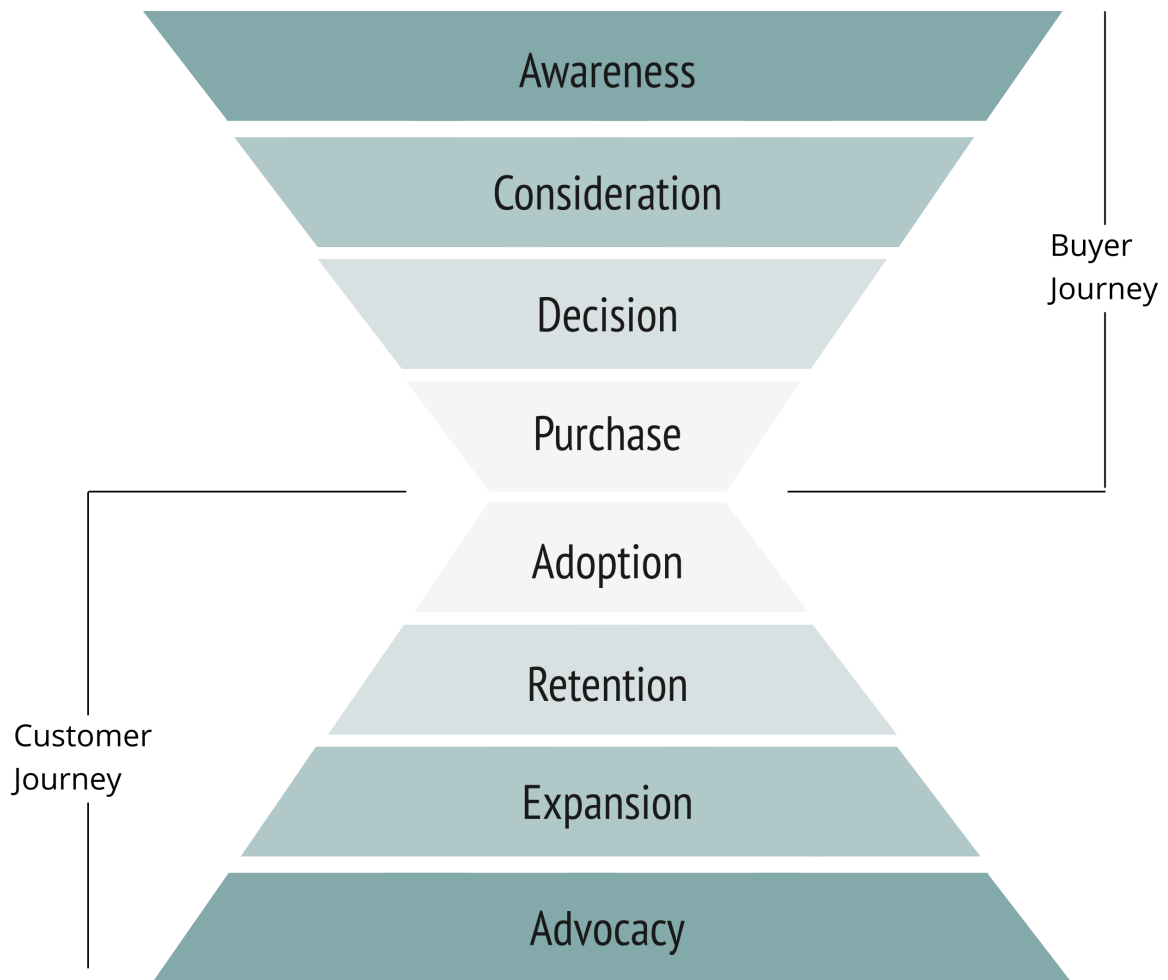 Awareness
Consideration
Decision
Purchase
Buyer
Journey
Adoption
Retention
Expansion
Advocacy
Customer
Journey